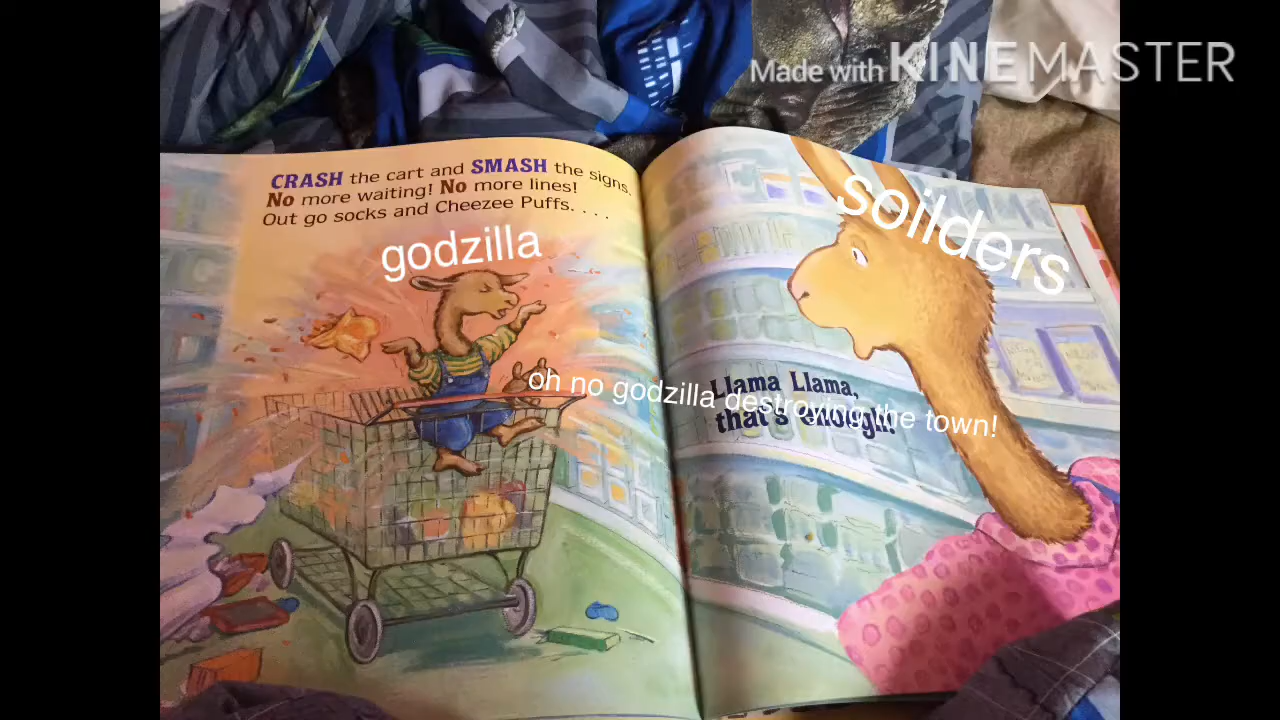 Made with KINEMASTER
CRASH the cart and SMASH the signs.
No more waiting! No more lines!
Out go socks and Cheezee Puffs. . . .
godzilla
soilders
oh no godzilla destroying the town!
Llama Llama,
that's enough!